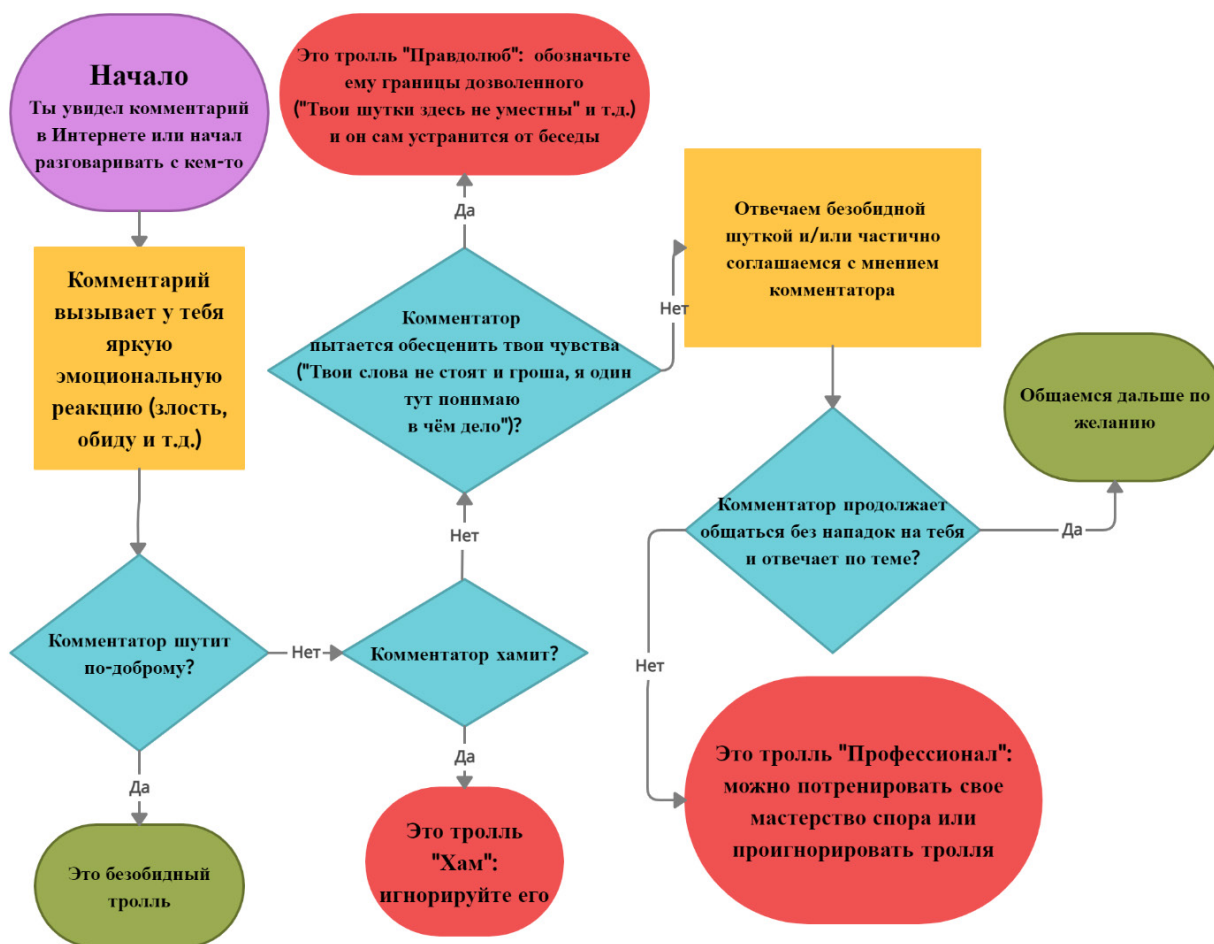 Начало
Ты увидел комментарий
в Интернете или начал
разговаривать с кем-то
Комментарий
вызывает у тебя
яркую
эмоциональную
реакцию (злость,
обиду и т.д.)
Комментатор шутит
по-доброму?
Да
Это безобидный
тролль
Нет
Комментатор хамит?
Да
Это тролль
"Хам":
игнорируйте его
Нет
Комментатор
пытается обесценить твои чувства
("Твои слова не стоят и гроша, я один
тут понимаю
в чём дело")?
Да
Это тролль "Правдолюб": обозначьте
ему границы дозволенного
("Твои шутки здесь не уместны" и т.д.)
и он сам устранится от беседы
Нет
Отвечаем безобидной
шуткой и/или частично
соглашаемся с мнением
комментатора
Комментатор продолжает
общаться без нападок на тебя
и отвечает по теме?
Да
Общаемся дальше по
желанию
Нет
Это тролль "Профессионал":
можно потренировать свое
мастерство спора или
проигнорировать тролля